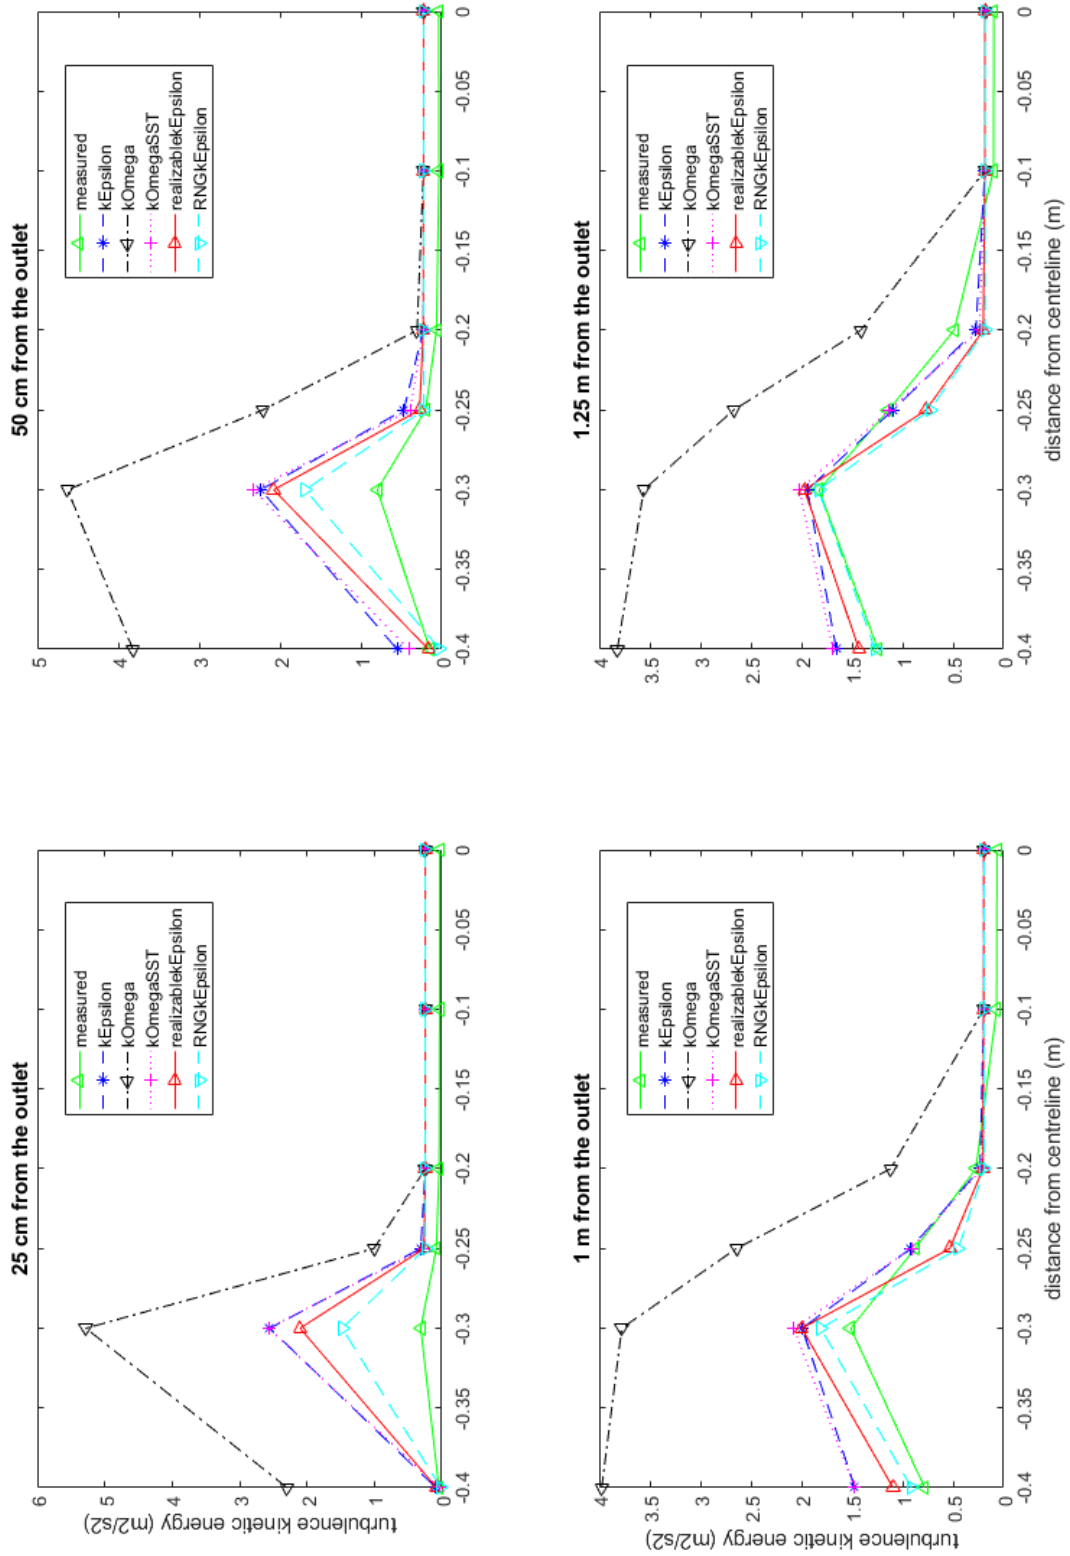 25 cm from the outlet
turbulence kinetic energy (m2/s2)
6
5
4
3
2
1
0
-0.4
-0.35
-0.3
-0.25
-0.2
-0.15
-0.1
-0.05
0
measured
kEpsilon
kOmega
kOmegaSST
realizablekEpsilon
RNGkEpsilon
50 cm from the outlet
5
4
3
2
1
0
-0.4
-0.35
-0.3
-0.25
-0.2
-0.15
-0.1
-0.05
0
measured
kEpsilon
kOmega
kOmegaSST
realizablekEpsilon
RNGkEpsilon
1 m from the outlet
turbulence kinetic energy (m2/s2)
4
3.5
3
2.5
2
1.5
1
0.5
0
-0.4
-0.35
-0.3
-0.25
-0.2
-0.15
-0.1
-0.05
0
distance from centreline (m)
measured
kEpsilon
kOmega
kOmegaSST
realizablekEpsilon
RNGkEpsilon
1.25 m from the outlet
4
3.5
3
2.5
2
1.5
1
0.5
0
-0.4
-0.35
-0.3
-0.25
-0.2
-0.15
-0.1
-0.05
0
distance from centreline (m)
measured
kEpsilon
kOmega
kOmegaSST
realizablekEpsilon
RNGkEpsilon